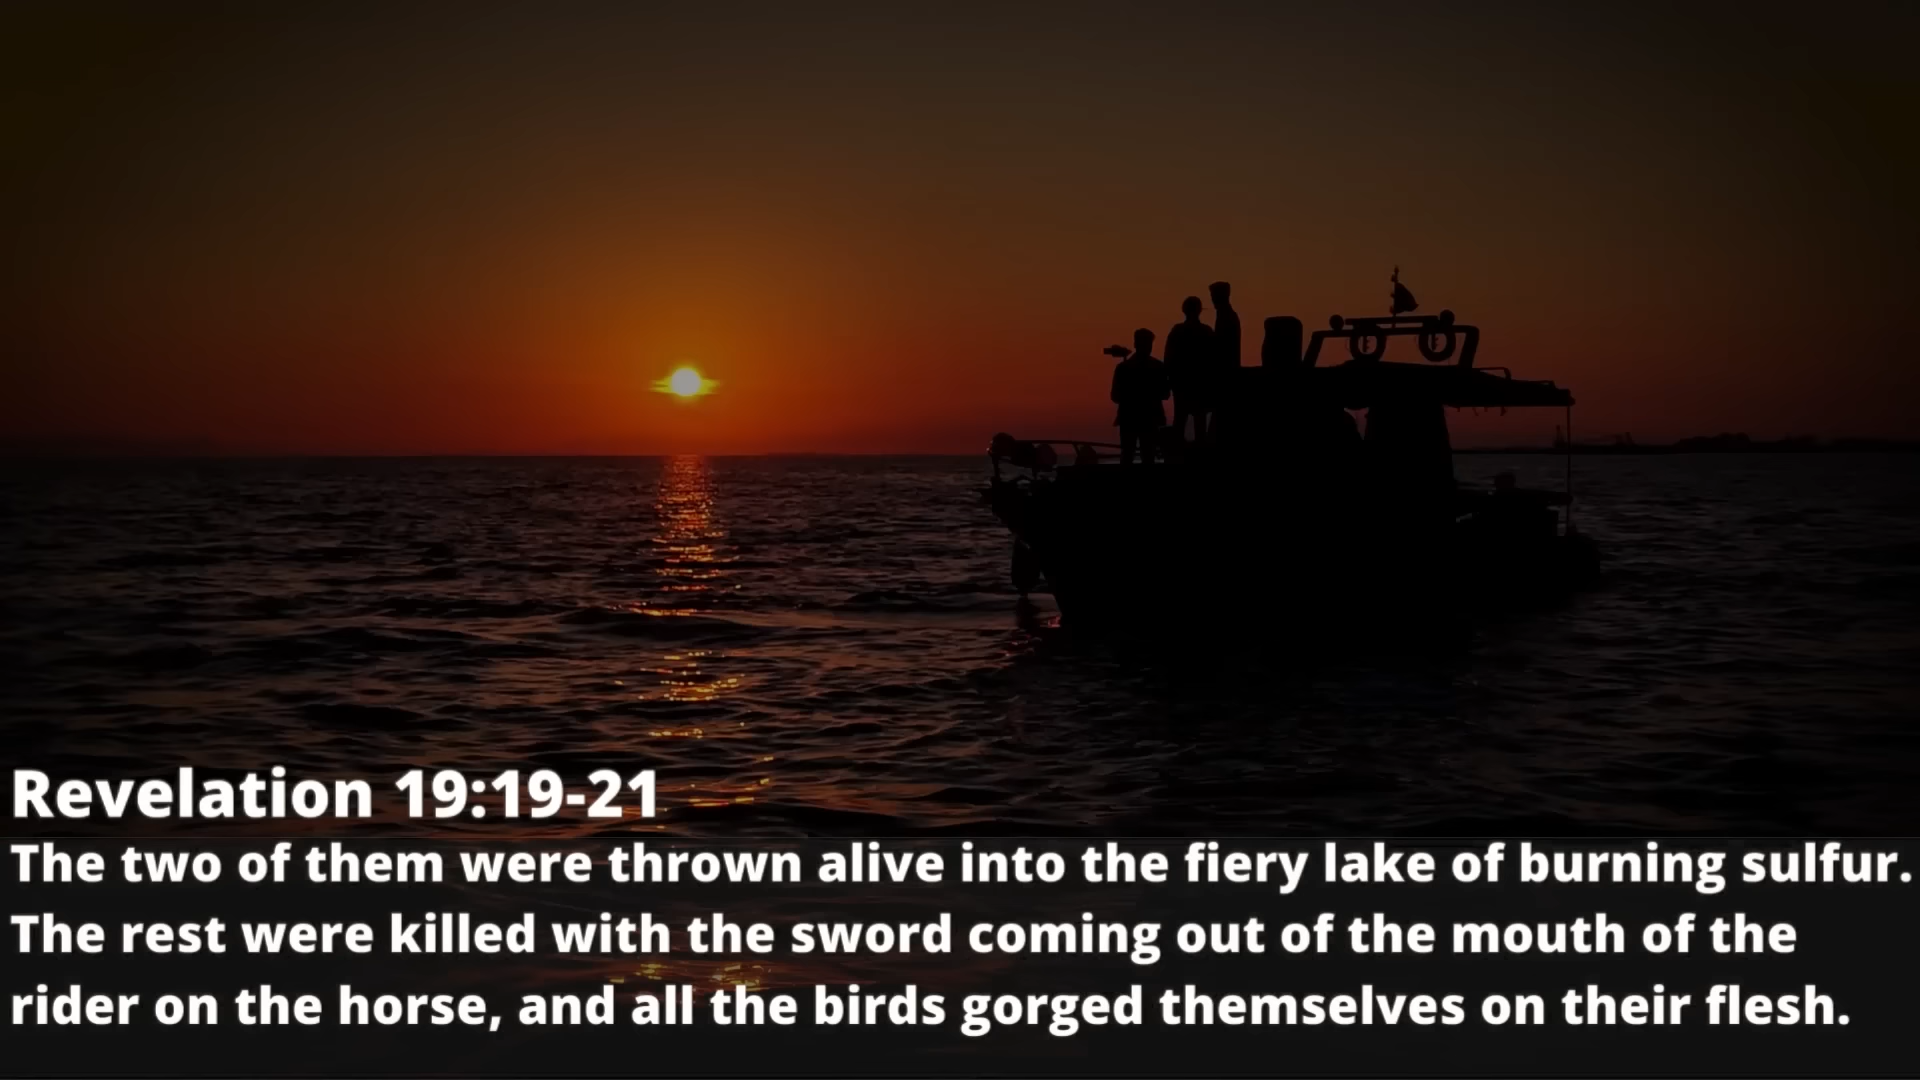 Revelation 19:19-21
The two of them were thrown alive into the fiery lake of burning sulfur.
The rest were killed with the sword coming out of the mouth of the
rider on the horse, and all the birds gorged themselves on their flesh.